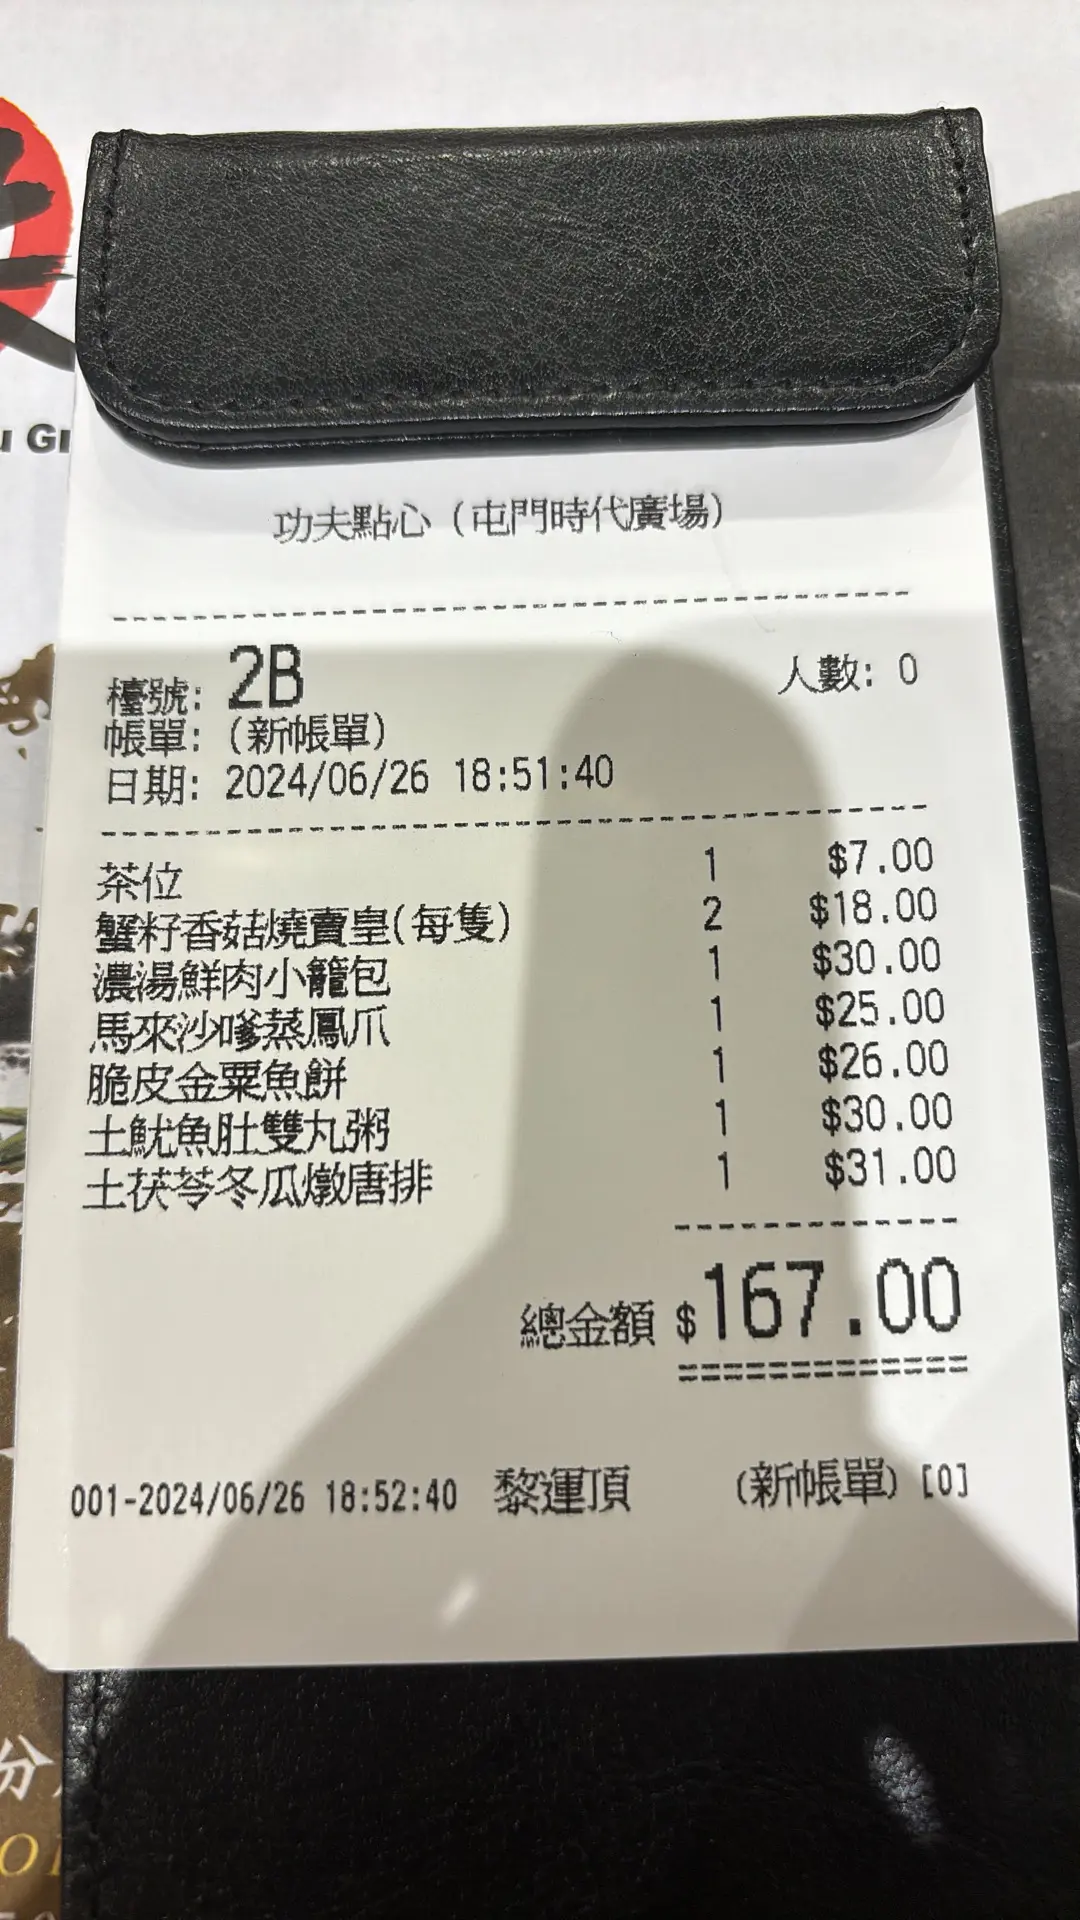 u Gr
功夫點心（屯門時代廣場）
檯號: 2B 人數: 0
帳單:（新帳單）
日期: 2024/06/26 18:51:40
茶位 1 $7.00
蟹籽香菇燒賣皇(每隻) 2 $18.00
濃湯鮮肉小籠包 1 $30.00
馬來沙嗲蒸鳳爪 1 $25.00
脆皮金粟魚餅 1 $26.00
土魷魚肚雙丸粥 1 $30.00
土茯苓冬瓜燉唐排 1 $31.00
總金額 $167.00
001-2024/06/26 18:52:40 黎運頂 (新帳單) [0]
份